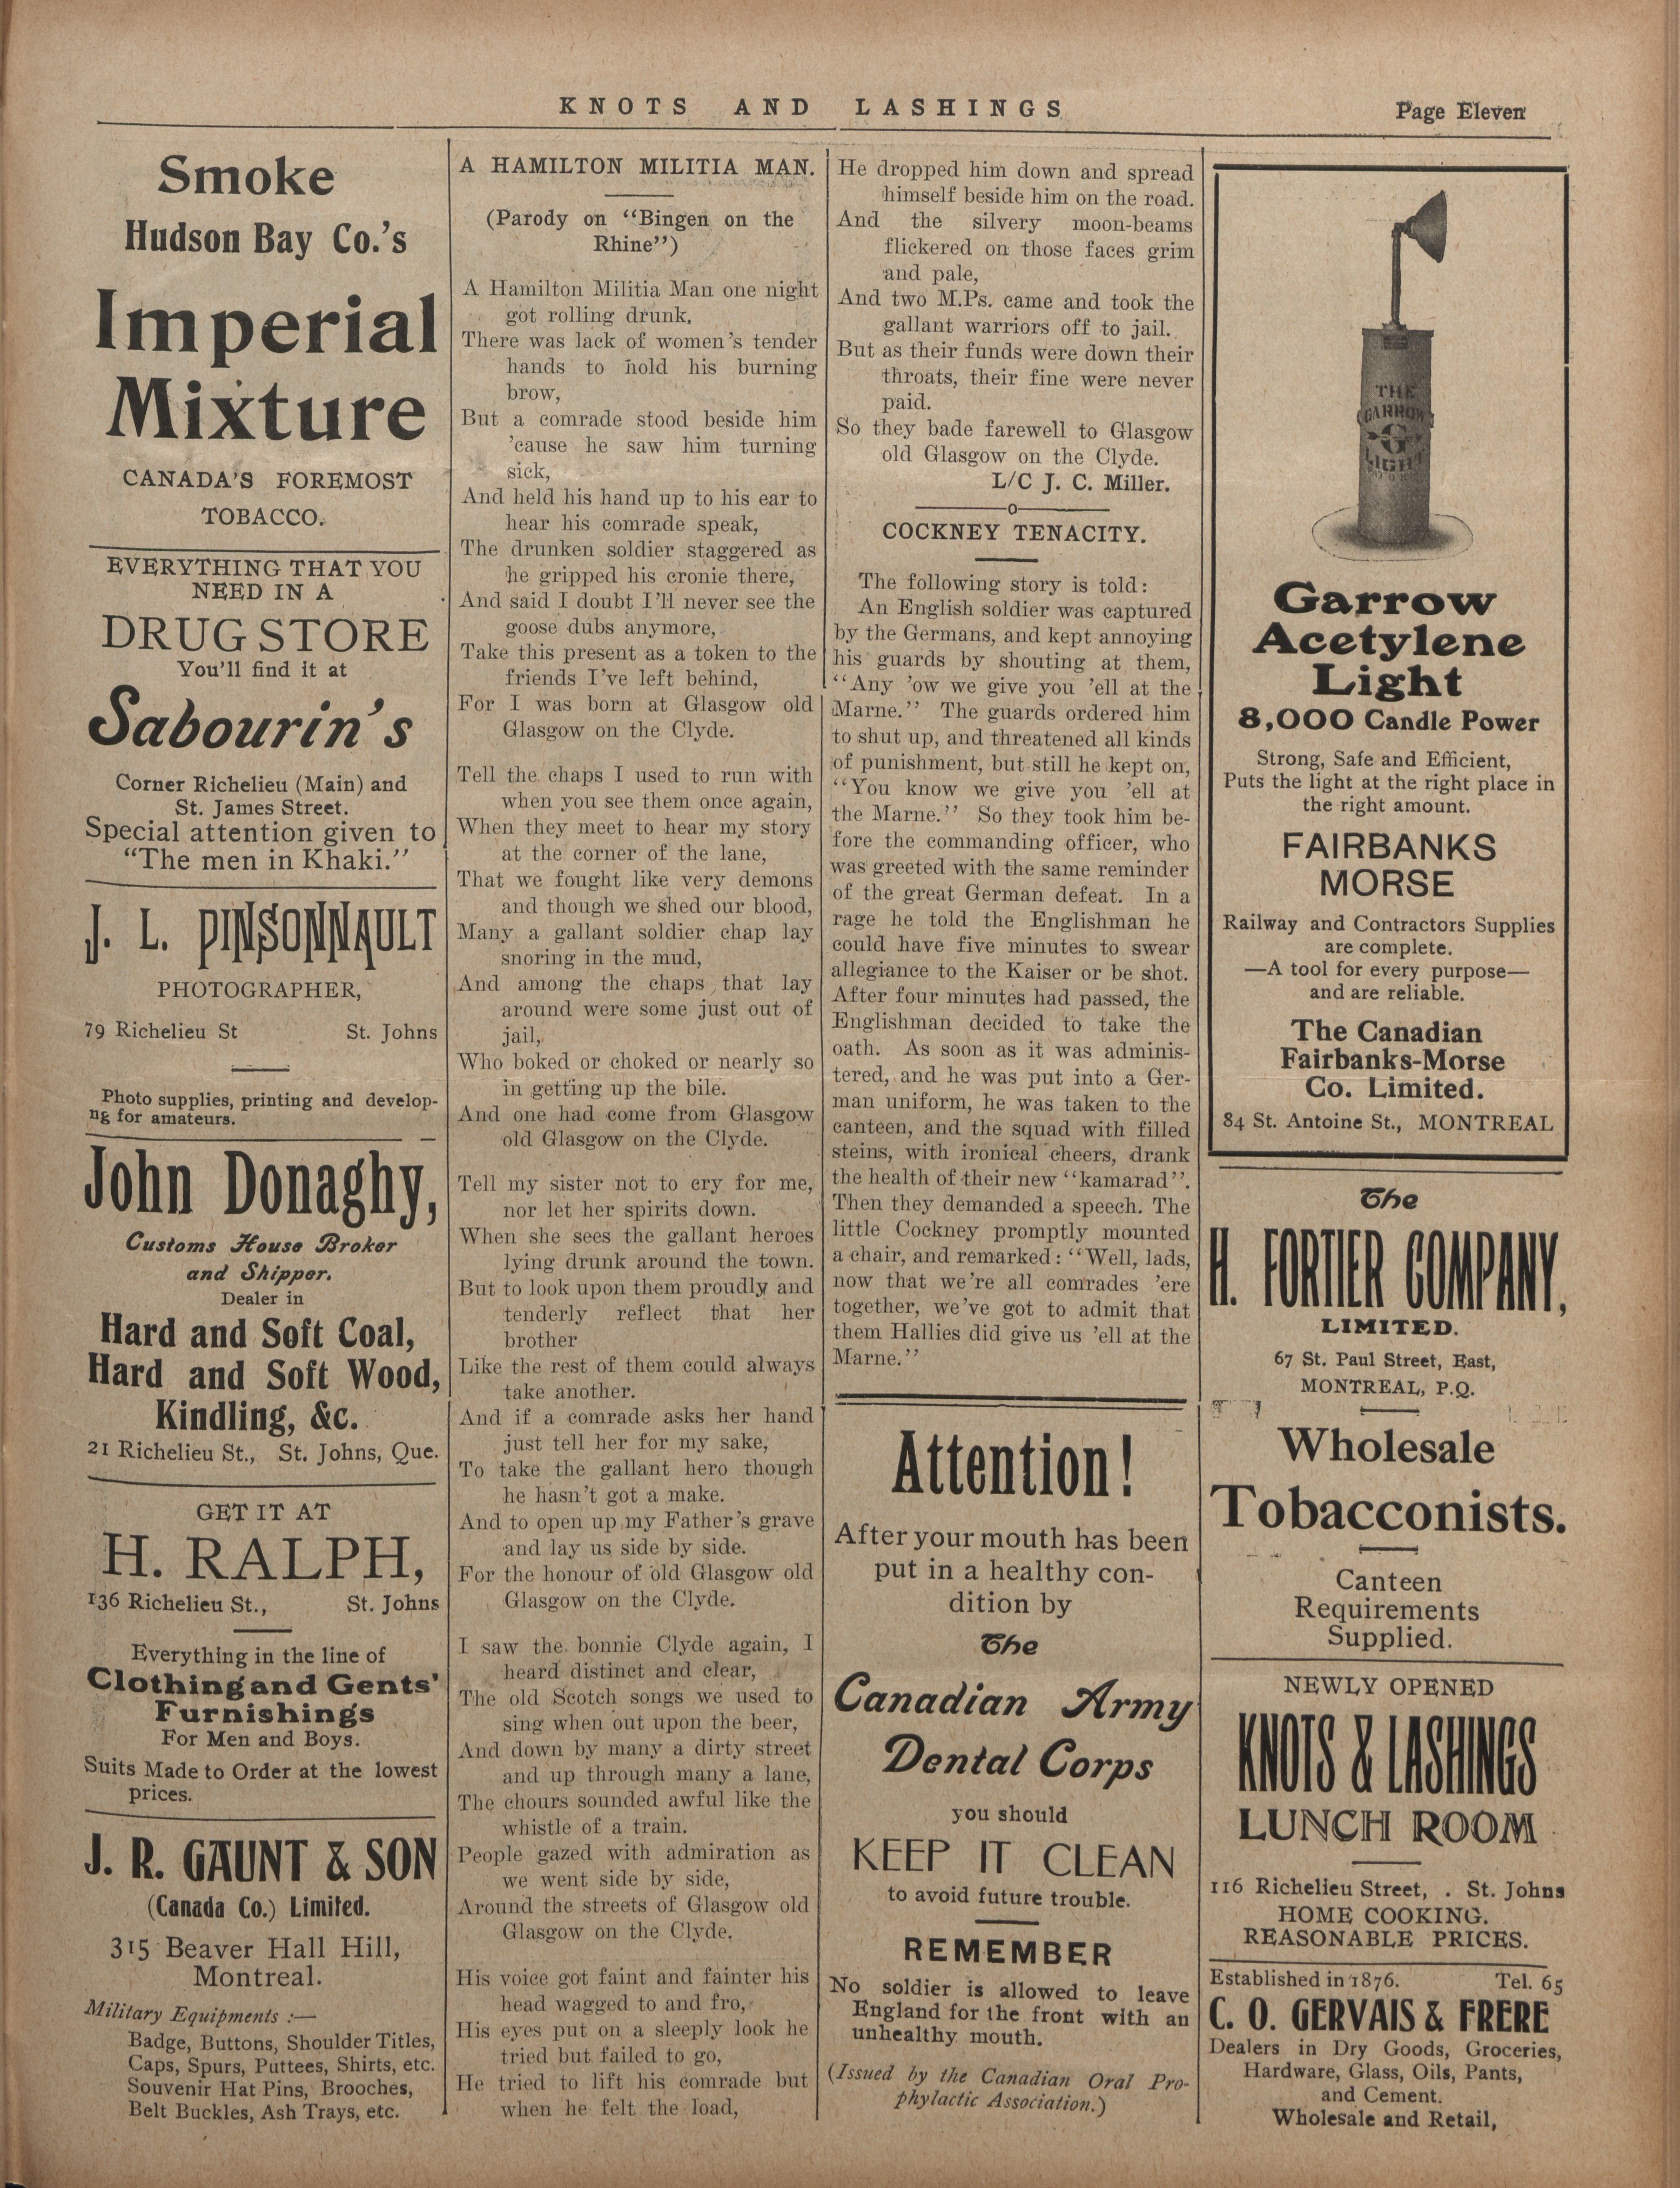 KNOTS AND LASHINGS
Page Eleven
Smoke
Hudson Bay Co.'s
Imperial
Mixture
CANADA'S FOREMOST
TOBACCO.
EVERYTHING THAT YOU
NEED IN A
DRUG STORE
You'll find it at
Sabourin's
Corner Richelieu (Main) and
St. James Street.
Special attention given to
"The men in Khaki."
J. L. PINSONNAULT
PHOTOGRAPHER,
79 Richelieu St St. Johns
Photo supplies, printing and develop-
ng for amateurs.
John Donaghy,
Customs House Broker
and Shipper.
Dealer in
Hard and Soft Coal,
Hard and Soft Wood,
Kindling, &c.
21 Richelieu St., St. Johns, Que.
GET IT AT
H. RALPH,
136 Richelieu St., St. Johns
Everything in the line of
Clothing and Gents'
Furnishings
For Men and Boys.
Suits Made to Order at the lowest
prices.
J. R. GAUNT & SON
(Canada Co.) Limited.
315 Beaver Hall Hill,
Montreal.
Military Equipments :—
Badge, Buttons, Shoulder Titles,
Caps, Spurs, Puttees, Shirts, etc.
Souvenir Hat Pins, Brooches,
Belt Buckles, Ash Trays, etc.
A HAMILTON MILITIA MAN.
(Parody on "Bingen on the
Rhine")
A Hamilton Militia Man one night
got rolling drunk,
There was lack of women's tender
hands to hold his burning
brow,
But a comrade stood beside him
'cause he saw him turning
sick,
And held his hand up to his ear to
hear his comrade speak,
The drunken soldier staggered as
he gripped his cronie there,
And said I doubt I'll never see the
goose dubs anymore,
Take this present as a token to the
friends I've left behind,
For I was born at Glasgow old
Glasgow on the Clyde.
Tell the chaps I used to run with
when you see them once again,
When they meet to hear my story
at the corner of the lane,
That we fought like very demons
and though we shed our blood,
Many a gallant soldier chap lay
snoring in the mud,
And among the chaps that lay
around were some just out of
jail,
Who boked or choked or nearly so
in getting up the bile.
And one had come from Glasgow
old Glasgow on the Clyde.
Tell my sister not to cry for me,
nor let her spirits down.
When she sees the gallant heroes
lying drunk around the town.
But to look upon them proudly and
tenderly reflect that her
brother
Like the rest of them could always
take another.
And if a comrade asks her hand
just tell her for my sake,
To take the gallant hero though
he hasn't got a make.
And to open up my Father's grave
and lay us side by side.
For the honour of old Glasgow old
Glasgow on the Clyde.
I saw the bonnie Clyde again, I
heard distinct and clear,
The old Scotch songs we used to
sing when out upon the beer,
And down by many a dirty street
and up through many a lane,
The chours sounded awful like the
whistle of a train.
People gazed with admiration as
we went side by side,
Around the streets of Glasgow old
Glasgow on the Clyde.
His voice got faint and fainter his
head wagged to and fro,
His eyes put on a sleeply look he
tried but failed to go,
He tried to lift his comrade but
when he felt the load,
He dropped him down and spread
himself beside him on the road.
And the silvery moon-beams
flickered on those faces grim
and pale,
And two M.Ps. came and took the
gallant warriors off to jail.
But as their funds were down their
throats, their fine were never
paid.
So they bade farewell to Glasgow
old Glasgow on the Clyde.
L/C J. C. Miller.
COCKNEY TENACITY.
The following story is told:
An English soldier was captured
by the Germans, and kept annoying
his guards by shouting at them,
"Any 'ow we give you 'ell at the
Marne." The guards ordered him
to shut up, and threatened all kinds
of punishment, but still he kept on,
"You know we give you 'ell at
the Marne." So they took him be-
fore the commanding officer, who
was greeted with the same reminder
of the great German defeat. In a
rage he told the Englishman he
could have five minutes to swear
allegiance to the Kaiser or be shot.
After four minutes had passed, the
Englishman decided to take the
oath. As soon as it was adminis-
tered, and he was put into a Ger-
man uniform, he was taken to the
canteen, and the squad with filled
steins, with ironical cheers, drank
the health of their new "kamarad".
Then they demanded a speech. The
little Cockney promptly mounted
a chair, and remarked: "Well, lads,
now that we're all comrades 'ere
together, we've got to admit that
them Hallies did give us 'ell at the
Marne."
Attention!
After your mouth has been
put in a healthy con-
dition by
The
Canadian Army
Dental Corps
you should
KEEP IT CLEAN
to avoid future trouble.
REMEMBER
No soldier is allowed to leave
England for the front with an
unhealthy mouth.
(Issued by the Canadian Oral Pro-
phylactic Association.)
THE
GARROW
G
LIGHT
Garrow
Acetylene
Light
8,000 Candle Power
Strong, Safe and Efficient,
Puts the light at the right place in
the right amount.
FAIRBANKS
MORSE
Railway and Contractors Supplies
are complete.
—A tool for every purpose—
and are reliable.
The Canadian
Fairbanks-Morse
Co. Limited.
84 St. Antoine St., MONTREAL
The
H. FORTIER COMPANY,
LIMITED.
67 St. Paul Street, East,
MONTREAL, P.Q.
Wholesale
Tobacconists.
Canteen
Requirements
Supplied.
NEWLY OPENED
KNOTS & LASHINGS
LUNCH ROOM
116 Richelieu Street, . St. Johns
HOME COOKING.
REASONABLE PRICES.
Established in 1876. Tel. 65
C. O. GERVAIS & FRERE
Dealers in Dry Goods, Groceries,
Hardware, Glass, Oils, Pants,
and Cement.
Wholesale and Retail,